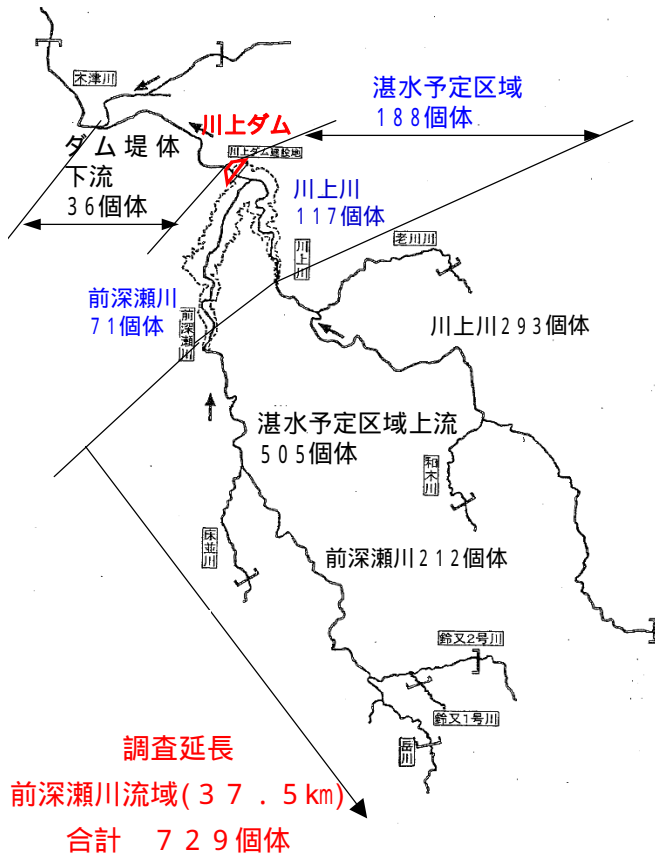 木津川
湛水予定区域
188個体
川上ダム
ダム堤体
下流
36個体
川上ダム建設地
川上川
117個体
老川川
川上川
前深瀬川
71個体
前深瀬川
川上川293個体
湛水予定区域上流
505個体
和木川
床並川
前深瀬川212個体
鈴又2号川
鈴又1号川
岳川
調査延長
前深瀬川流域(37.5km)
合計 729個体